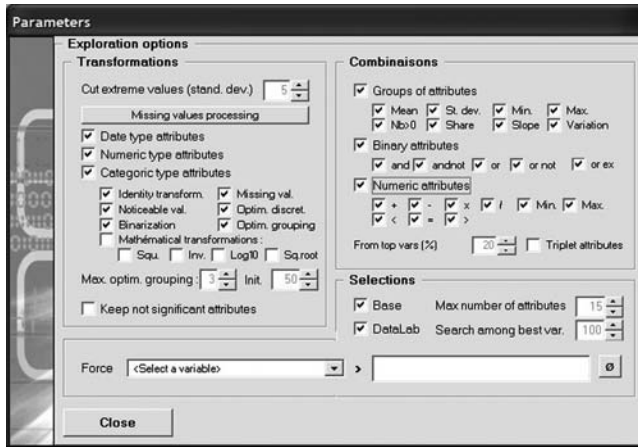 Parameters
Exploration options
Transformations
Cut extreme values (stand. dev.) 5
Missing values processing
Date type attributes
Numeric type attributes
Categoric type attributes
Identity transform. Missing val.
Noticeable val. Optim. discret.
Binarization Optim. grouping
Mathématical transformations :
Squ. Inv. Log10 Sq.root
Max. optim. grouping : 3 Init. 50
Keep not significant attributes
Combinaisons
Groups of attributes
Mean St. dev. Min. Max.
Nb>0 Share Slope Variation
Binary attributes
and andnot or or not or ex
Numeric attributes
+ - x / Min. Max.
< = >
From top vars (%) 20 Triplet attributes
Selections
Base Max number of attributes 15
DataLab Search among best var. 100
Force <Select a variable> > ø
Close